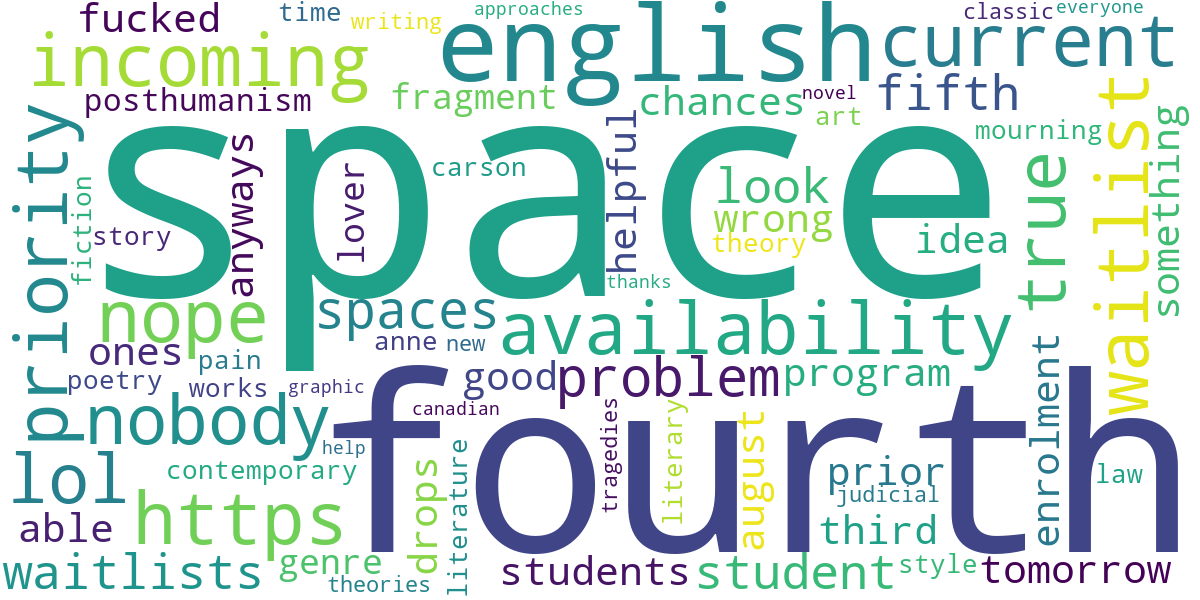 fucked
time
writing
approaches
classic
everyone
incoming
english
current
posthumanism
fragment
chances
novel
art
fifth
mourning
priority
space
anyways
lover
carson
helpful
look
wrong
theory
idea
true
waitlist
something
fiction
story
thanks
nope
spaces
anne
new
availability
ones
pain
poetry
works
graphic
good
problem
program
enrolment
nobody
canadian
help
fourth
tragedies
literary
august
lol
contemporary
drops
literature
prior
judicial
law
able
https
third
waitlists
genre
theories
students
student
style
tomorrow